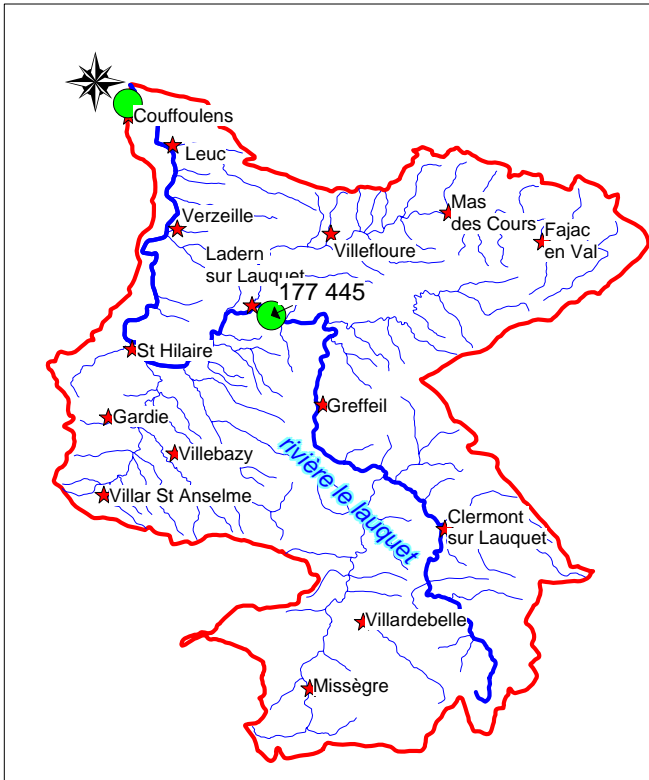 Couffoulens
Leuc
Mas
des Cours
Verzeille
Villefloure
Fajac
en Val
Ladern
sur Lauquet
177 445
St Hilaire
Greffeil
Gardie
Villebazy
rivière le lauquet
Villar St Anselme
Clermont
sur Lauquet
Villardebelle
Missègre